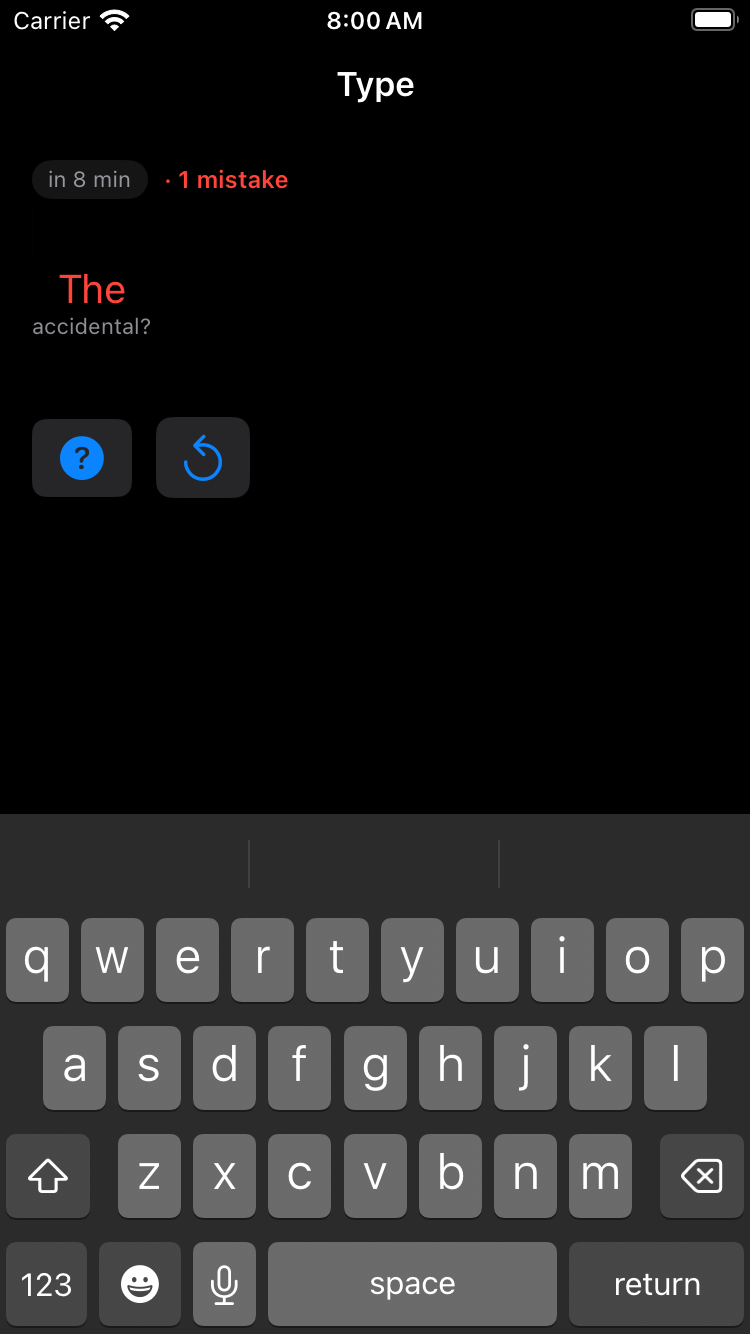 Carrier 8:00 AM
Type
in 8 min · 1 mistake
The
accidental?
?
q w e r t y u i o p
a s d f g h j k l
z x c v b n m
123 space return